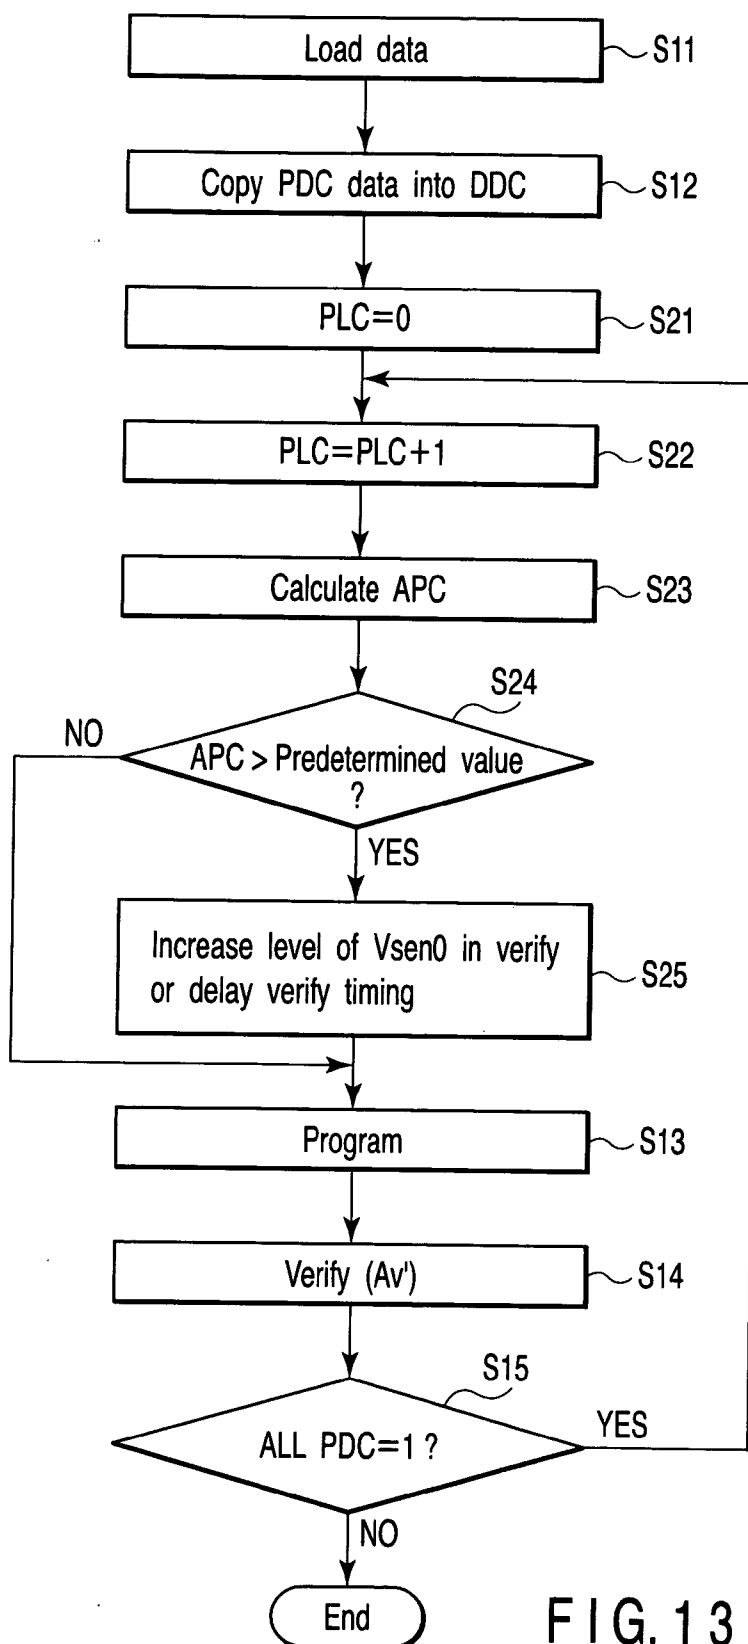 Load data
S11
Copy PDC data into DDC
S12
PLC=0
S21
PLC=PLC+1
S22
Calculate APC
S23
S24
NO
APC > Predetermined value
?
YES
Increase level of Vsen0 in verify
or delay verify timing
S25
Program
S13
Verify (Av')
S14
S15
ALL PDC=1 ?
YES
NO
End
FIG. 13